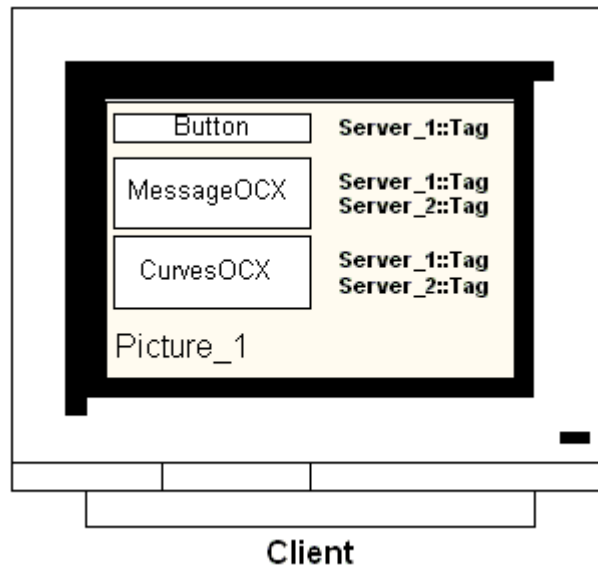 Button Server_1::Tag
MessageOCX Server_1::Tag
Server_2::Tag
CurvesOCX Server_1::Tag
Server_2::Tag
Picture_1
Client